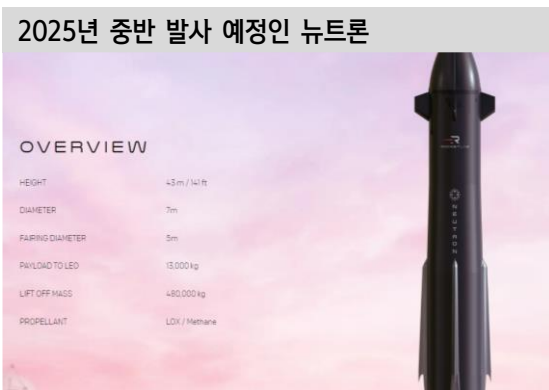 2025년 중반 발사 예정인 뉴트론
OVERVIEW
HEIGHT 43 m / 141 ft
DIAMETER 7m
FAIRING DIAMETER 5m
PAYLOAD TO LEO 13,000 kg
LIFT OFF MASS 480,000 kg
PROPELLANT LOX / Methane
NEUTRON